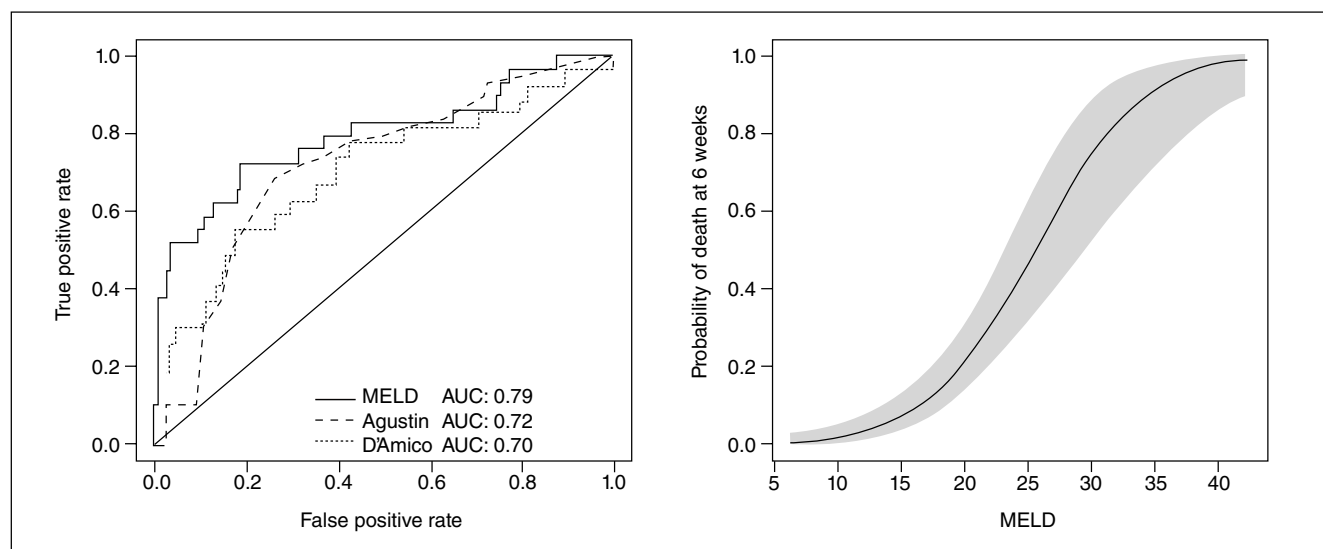 True positive rate
1.0
0.8
0.6
0.4
0.2
0.0
MELD AUC: 0.79
Agustin AUC: 0.72
D'Amico AUC: 0.70
0.0 0.2 0.4 0.6 0.8 1.0
False positive rate
Probability of death at 6 weeks
1.0
0.8
0.6
0.4
0.2
0.0
5 10 15 20 25 30 35 40
MELD